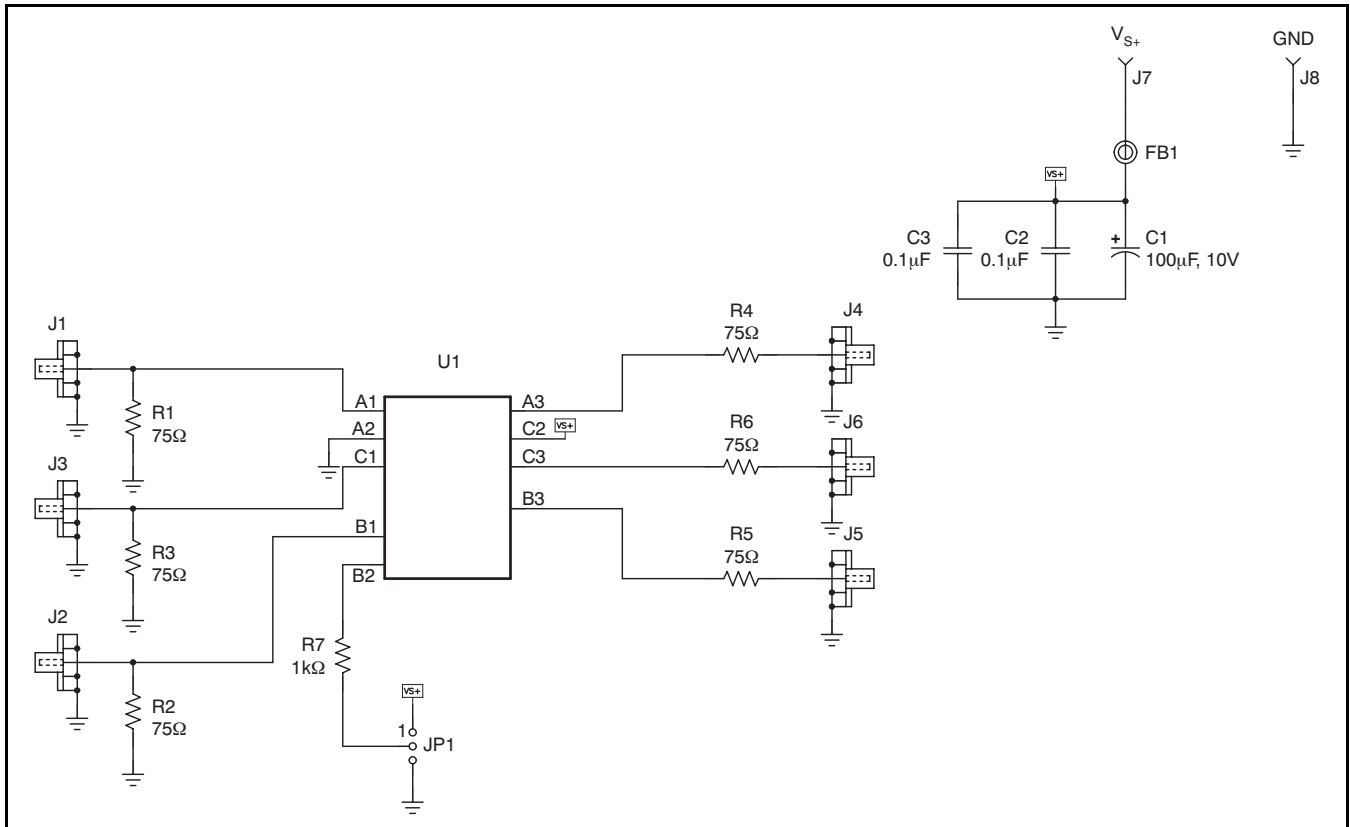 V S+
GND
J7
J8
FB1
VS+
C3
0.1μF
C2
0.1μF
+
C1
100μF, 10V
J1
R1
75Ω
J3
R3
75Ω
J2
R2
75Ω
U1
A1
A2
C1
B1
B2
A3
C2
VS+
C3
B3
R4
75Ω
J4
R6
75Ω
J6
R5
75Ω
J5
R7
1kΩ
VS+
1
JP1